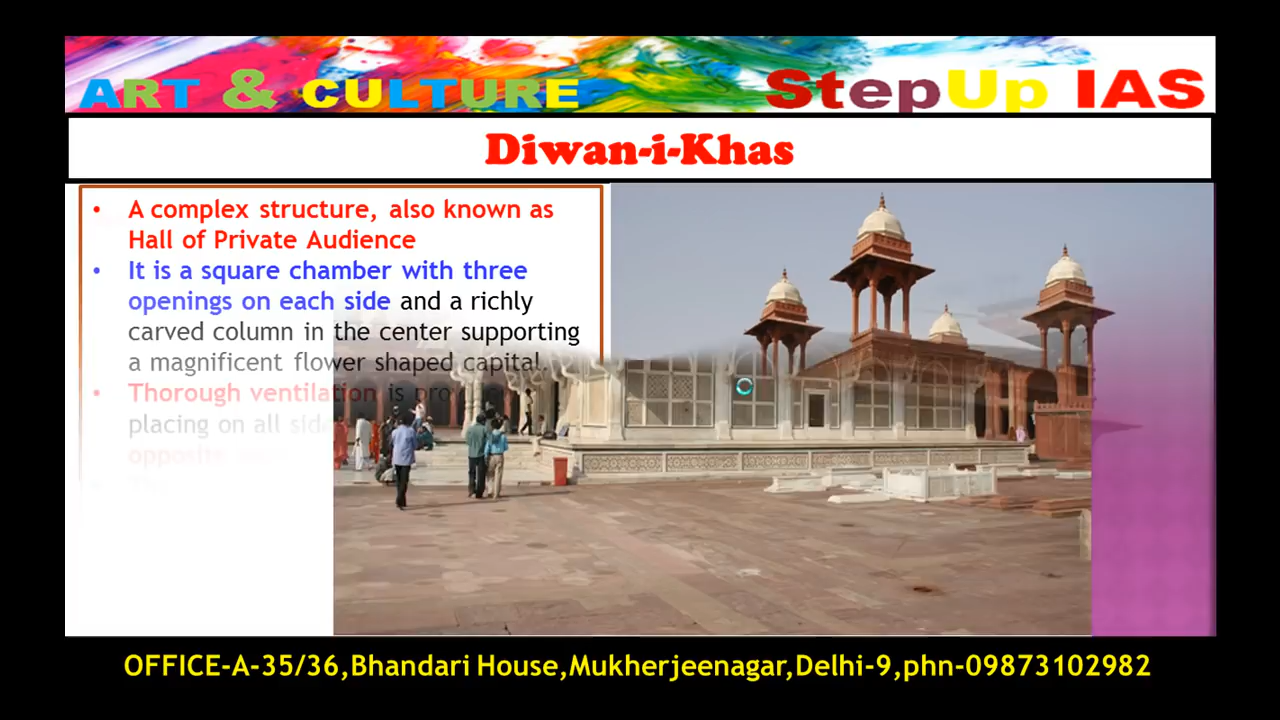 ART & CULTURE StepUp IAS
Diwan-i-Khas
• A complex structure, also known as
Hall of Private Audience
• It is a square chamber with three
openings on each side and a richly
carved column in the center supporting
a magnificent flower shaped capital.
• Thorough ventilation is
placing on all
opposite
OFFICE-A-35/36,Bhandari House,Mukherjeenagar,Delhi-9,phn-09873102982